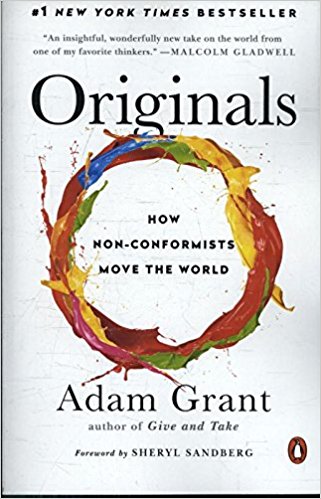 #1 NEW YORK TIMES BESTSELLER
"An insightful, wonderfully new take on the world from
one of my favorite thinkers." —MALCOLM GLADWELL
Originals
HOW
NON-CONFORMISTS
MOVE THE WORLD
Adam Grant
author of Give and Take
Foreword by SHERYL SANDBERG